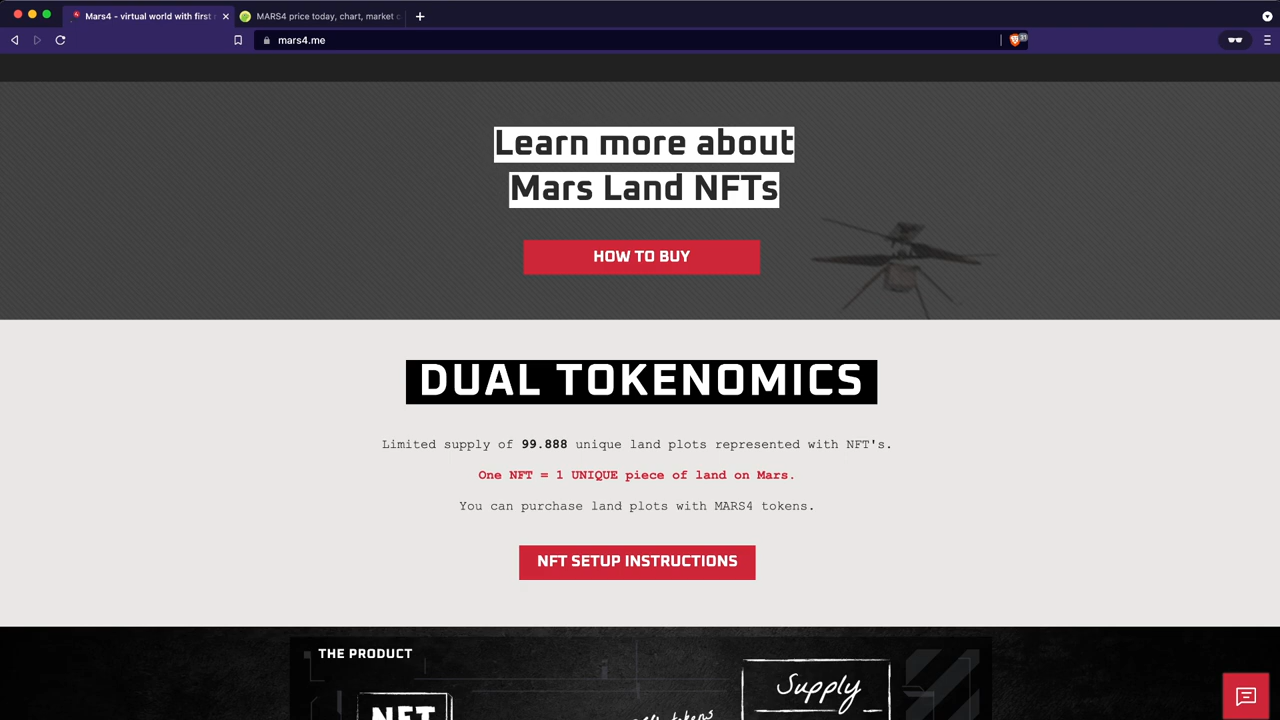 Mars4 - virtual world with first
MARS4 price today, chart, market c
mars4.me
31
Learn more about
Mars Land NFTs
HOW TO BUY
DUAL TOKENOMICS
Limited supply of 99.888 unique land plots represented with NFT's.
One NFT = 1 UNIQUE piece of land on Mars.
You can purchase land plots with MARS4 tokens.
NFT SETUP INSTRUCTIONS
THE PRODUCT
Supply
NFT
tokens